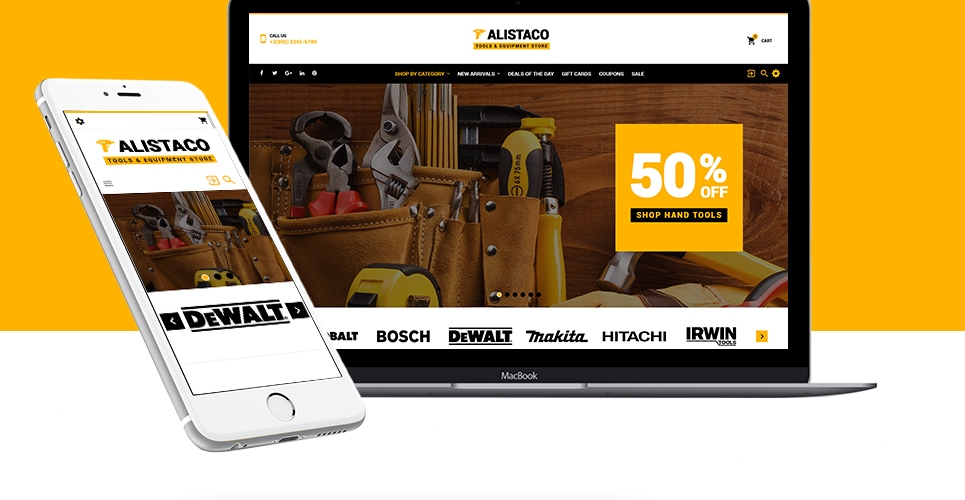 CALL US
+3(800) 2345-6789
ALISTACO
TOOLS & EQUIPMENT STORE
CART
SHOP BY CATEGORY NEW ARRIVALS DEALS OF THE DAY GIFT CARDS COUPONS SALE
50% OFF
SHOP HAND TOOLS
6X75mm
BALT BOSCH DEWALT Makita HITACHI IRWIN TOOLS
MacBook
ALISTACO
TOOLS & EQUIPMENT STORE
DEWALT